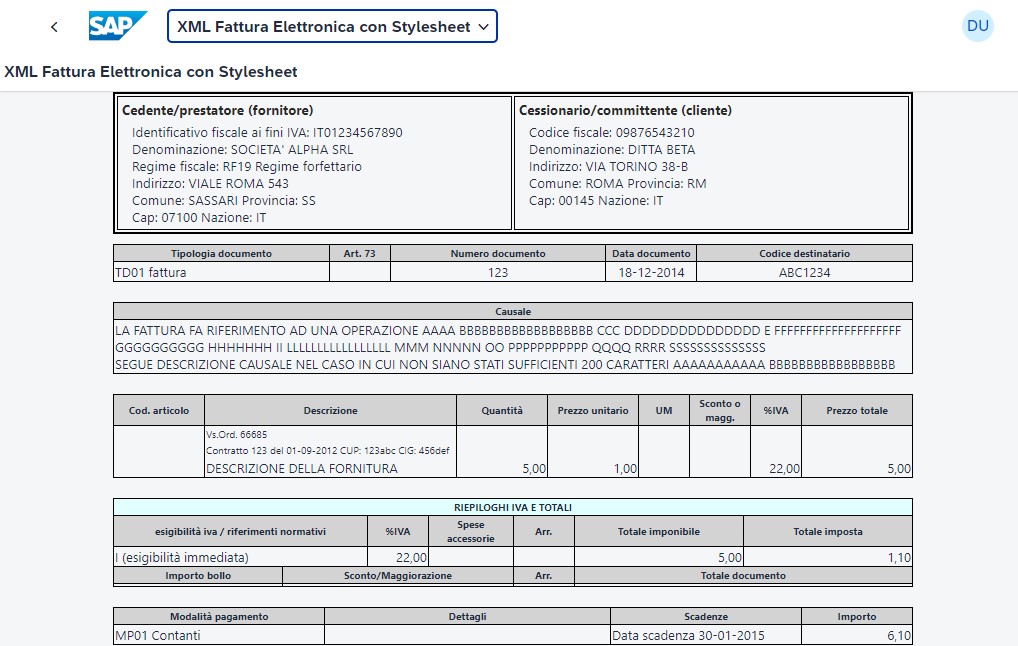 SAP
XML Fattura Elettronica con Stylesheet
DU
XML Fattura Elettronica con Stylesheet
Cedente/prestatore (fornitore)
Identificativo fiscale ai fini IVA: IT01234567890
Denominazione: SOCIETA' ALPHA SRL
Regime fiscale: RF19 Regime forfettario
Indirizzo: VIALE ROMA 543
Comune: SASSARI Provincia: SS
Cap: 07100 Nazione: IT
Cessionario/committente (cliente)
Codice fiscale: 09876543210
Denominazione: DITTA BETA
Indirizzo: VIA TORINO 38-B
Comune: ROMA Provincia: RM
Cap: 00145 Nazione: IT
Tipologia documento Art. 73 Numero documento Data documento Codice destinatario
TD01 fattura 123 18-12-2014 ABC1234
Causale
LA FATTURA FA RIFERIMENTO AD UNA OPERAZIONE AAAA BBBBBBBBBBBBBBBBBB CCC DDDDDDDDDDDDDDD E FFFFFFFFFFFFFFFFFFFF
GGGGGGGGGG HHHHHHH II LLLLLLLLLLLLLLLLL MMM NNNNN OO PPPPPPPPPPP QQQQ RRRR SSSSSSSSSSSSSS
SEGUE DESCRIZIONE CAUSALE NEL CASO IN CUI NON SIANO STATI SUFFICIENTI 200 CARATTERI AAAAAAAAAAA BBBBBBBBBBBBBBBBB
Cod. articolo Descrizione Quantità Prezzo unitario UM Sconto o magg. %IVA Prezzo totale
Vs.Ord. 66685
Contratto 123 del 01-09-2012 CUP: 123abc CIG: 456def
DESCRIZIONE DELLA FORNITURA 5,00 1,00 22,00 5,00
RIEPILOGHI IVA E TOTALI
esigibilità iva / riferimenti normativi %IVA Spese accessorie Arr. Totale imponibile Totale imposta
I (esigibilità immediata) 22,00 5,00 1,10
Importo bollo Sconto/Maggiorazione Arr. Totale documento
Modalità pagamento Dettagli Scadenze Importo
MP01 Contanti Data scadenza 30-01-2015 6,10